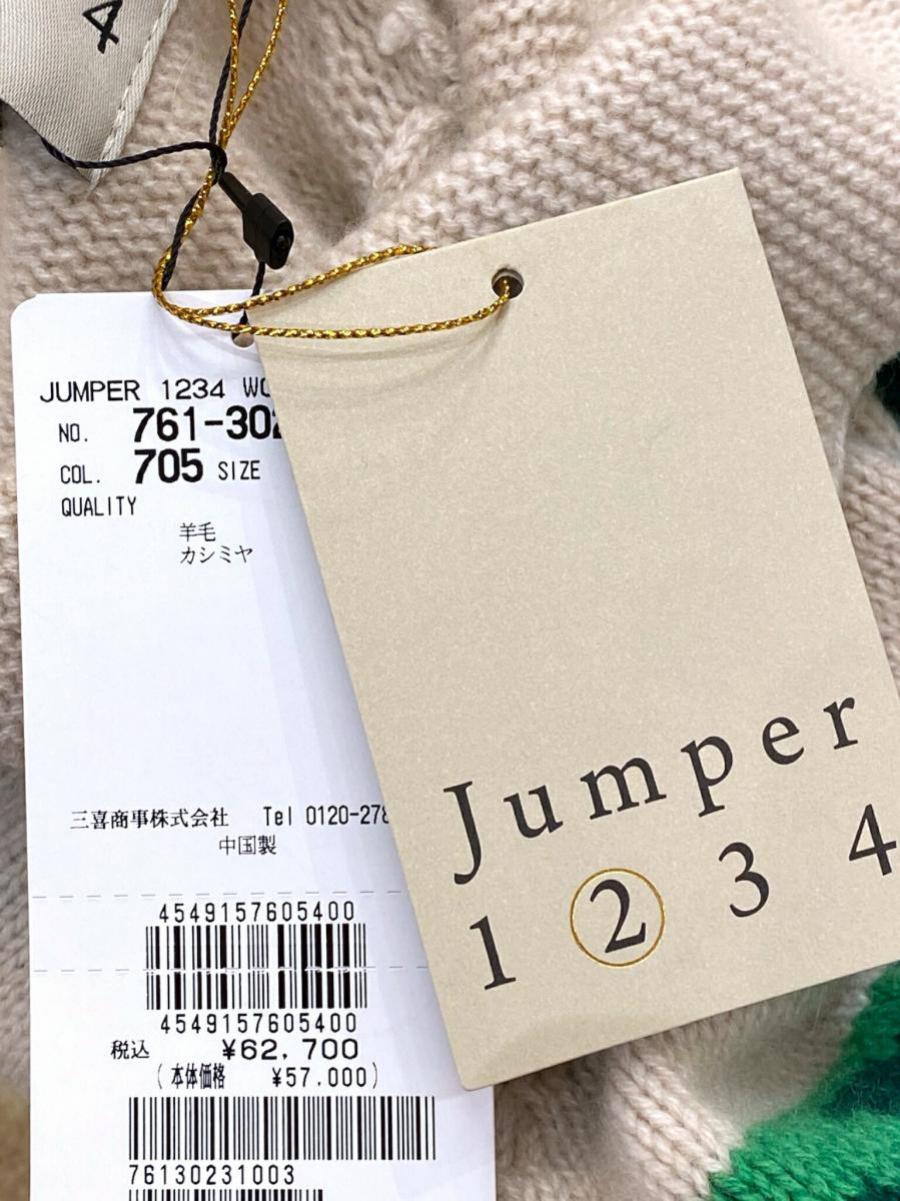 4
JUMPER 1234
NO. 761-302
COL. 705 SIZE
QUALITY
羊毛
カシミヤ
三喜商事株式会社 Tel 0120-278
中国製
4549157605400
4549157605400
税込 ¥62,700
(本体価格 ¥57.000)
76130231003
Jumper
1 2 3 4